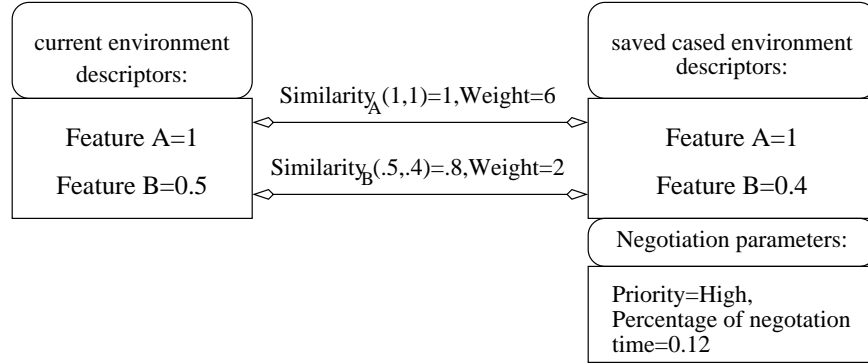 current environment
descriptors:
Feature A=1
Feature B=0.5
Similarity_A(1,1)=1,Weight=6
Similarity_B(.5,.4)=.8,Weight=2
saved cased environment
descriptors:
Feature A=1
Feature B=0.4
Negotiation parameters:
Priority=High,
Percentage of negotation
time=0.12